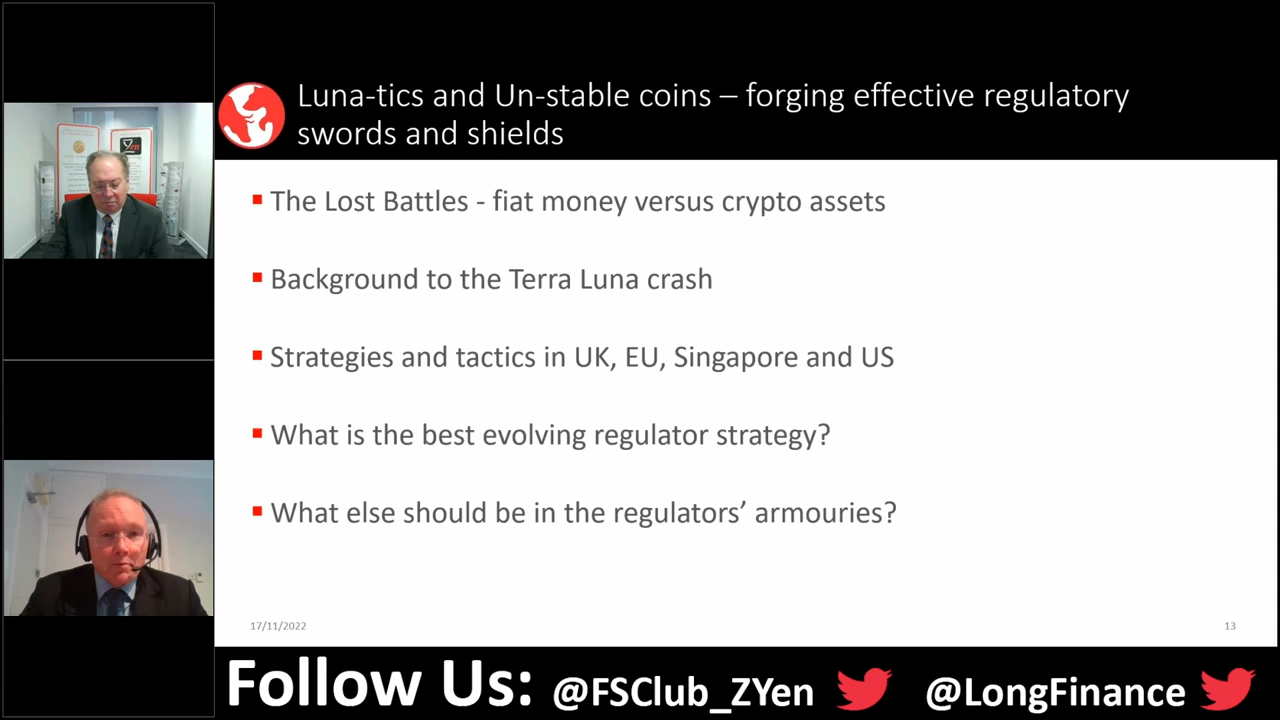 Luna-tics and Un-stable coins – forging effective regulatory
swords and shields
The Lost Battles - fiat money versus crypto assets
Background to the Terra Luna crash
Strategies and tactics in UK, EU, Singapore and US
What is the best evolving regulator strategy?
What else should be in the regulators’ armouries?
17/11/2022
13
Follow Us: @FSClub_ZYen @LongFinance